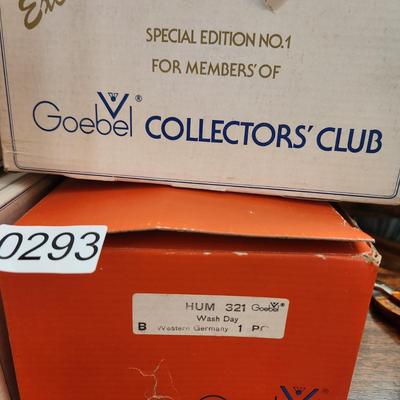 SPECIAL EDITION NO.1
FOR MEMBERS' OF
Goebel® COLLECTORS' CLUB
0293
HUM 321 Goebel®
Wash Day
B Western Germany 1 PC
Goebel®